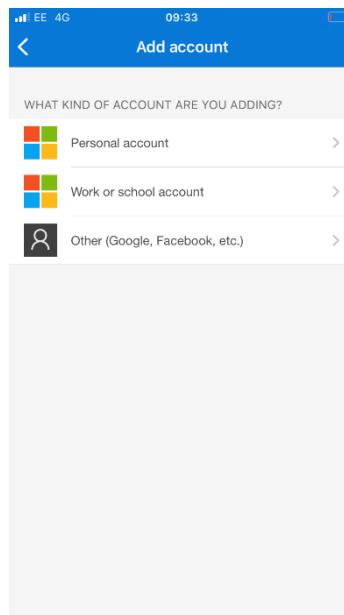 EE 4G 09:33
Add account
WHAT KIND OF ACCOUNT ARE YOU ADDING?
Personal account
Work or school account
Other (Google, Facebook, etc.)